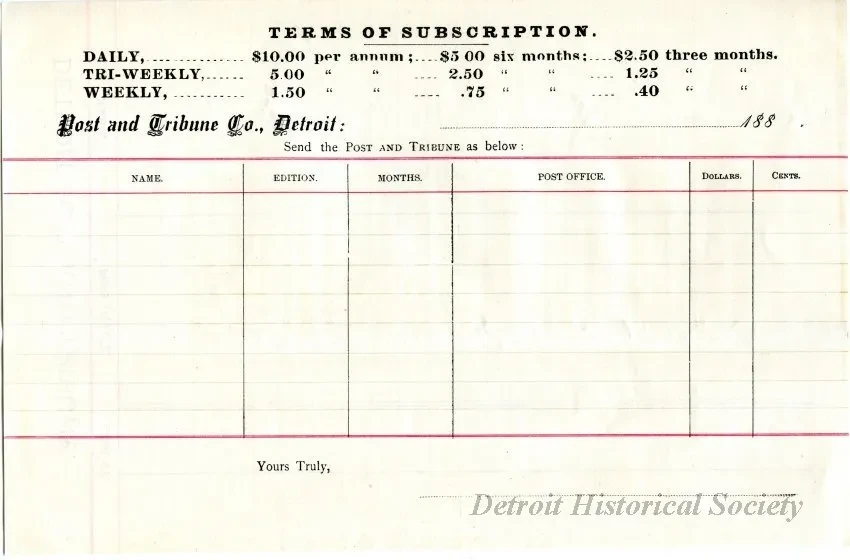 TERMS OF SUBSCRIPTION.
DAILY,.... ............... $10.00 per annum ;....$5 00 six months;....$2.50 three months.
TRI-WEEKLY,...... 5.00 “ “ .... 2.50 “ “ .... 1.25 “ “
WEEKLY, ........... 1.50 “ “ .... .75 “ “ .... .40 “ “
Post and Tribune Co., Detroit: 188 .
Send the POST AND TRIBUNE as below :
NAME. EDITION. MONTHS. POST OFFICE. DOLLARS. CENTS.
Yours Truly,
Detroit Historical Society